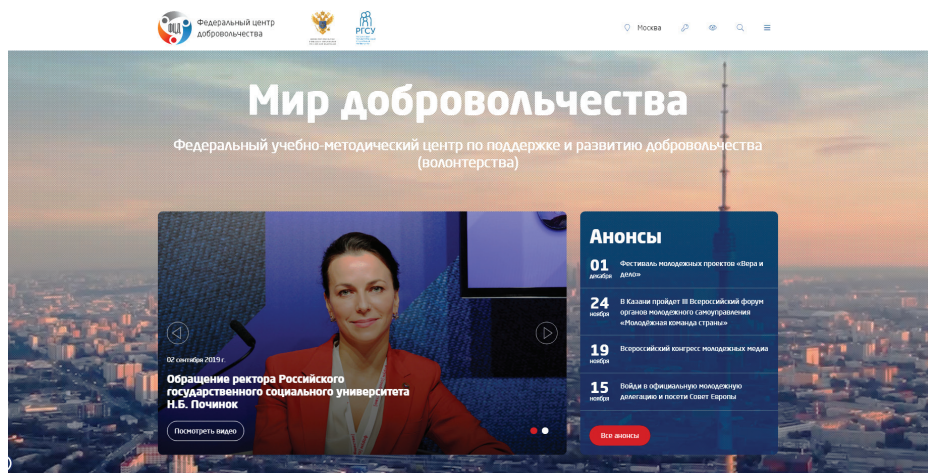 ФЦД
Федеральный центр
добровольчества
РГСУ
Москва
Мир добровольчества
Федеральный учебно-методический центр по поддержке и развитию добровольчества
(волонтерства)
02 сентября 2019 г.
Обращение ректора Российского
государственного социального университета
Н.Б. Починок
Посмотреть видео
Анонсы
01
декабря
Фестиваль молодежных проектов «Вера и
дело»
24
ноября
В Казани пройдет III Всероссийский форум
органов молодежного самоуправления
«Молодёжная команда страны»
19
ноября
Всероссийский конгресс молодежных медиа
15
ноября
Войди в официальную молодежную
делегацию и посети Совет Европы
Все анонсы